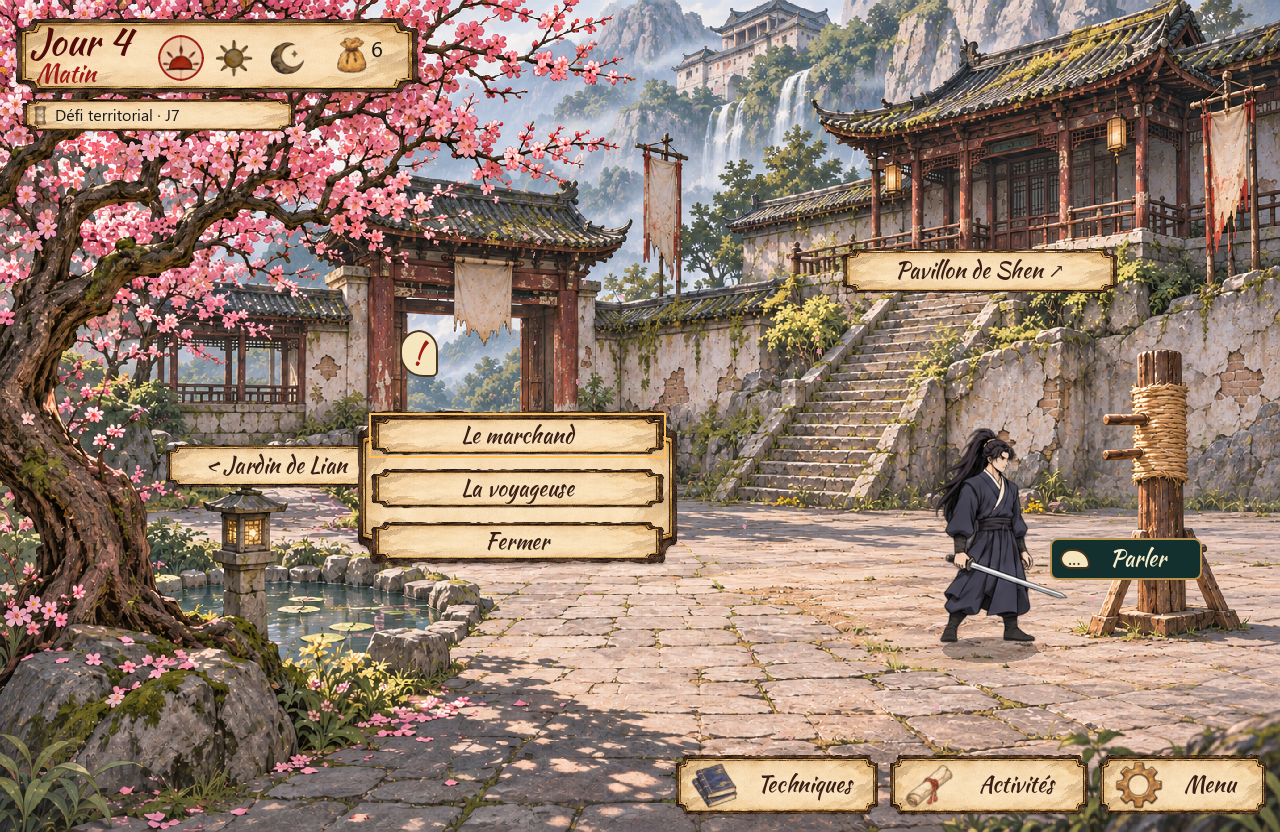 Jour 4
Matin
6
Défi territorial · J7
Pavillon de Shen ↗
!
Le marchand
< Jardin de Lian
La voyageuse
Fermer
... Parler
Techniques
Activités
Menu